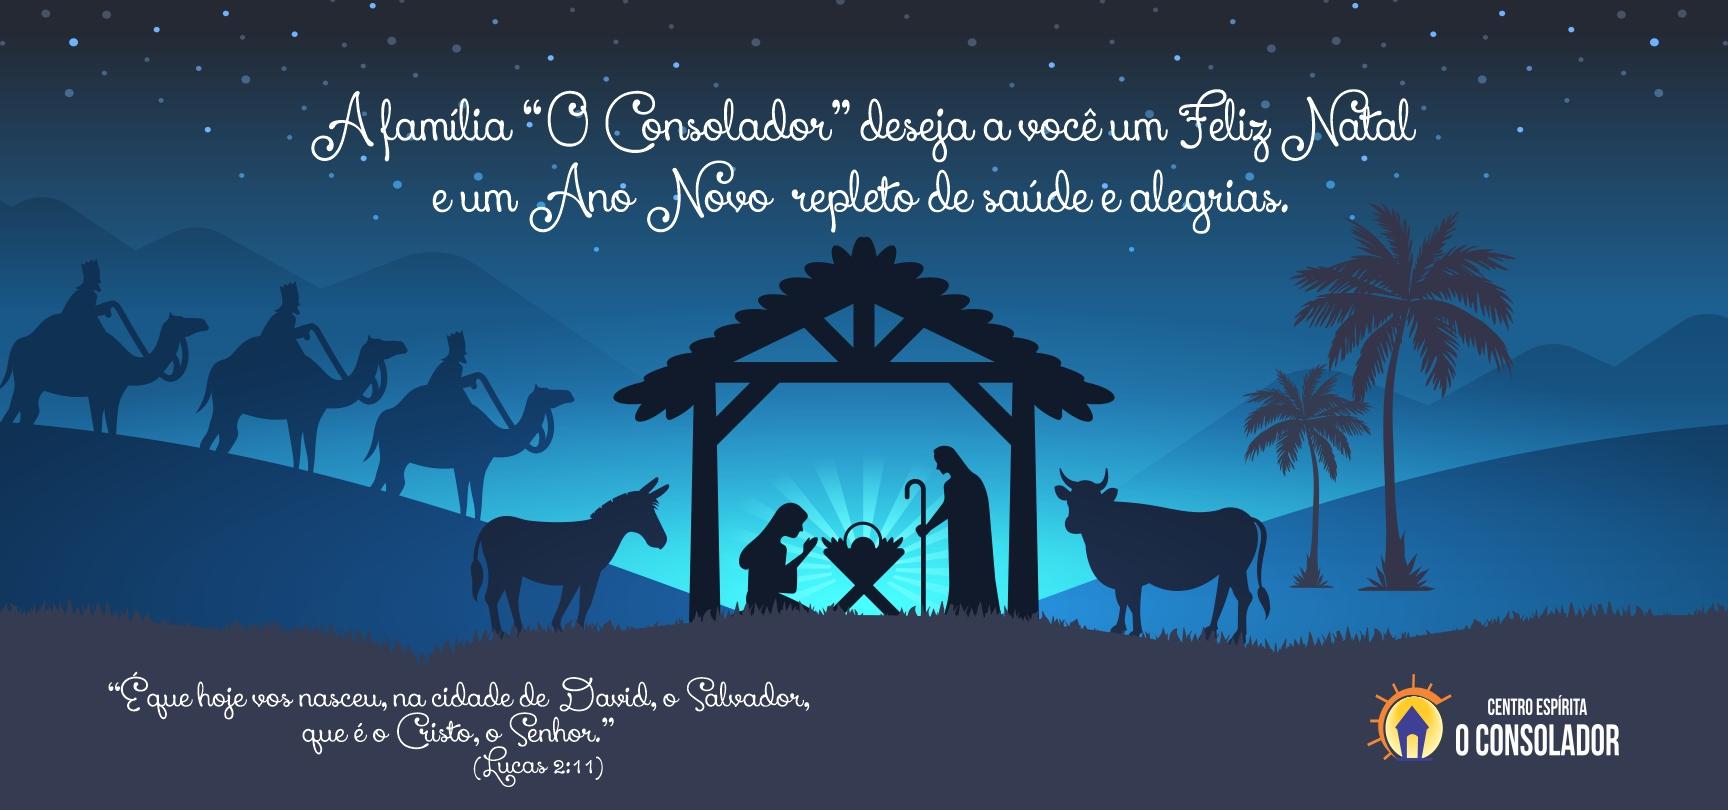 A família “O Consolador” deseja a você um Feliz Natal
e um Ano Novo repleto de saúde e alegrias.
“É que hoje vos nasceu, na cidade de David, o Salvador,
que é o Cristo, o Senhor.”
(Lucas 2:11)
CENTRO ESPÍRITA
O CONSOLADOR